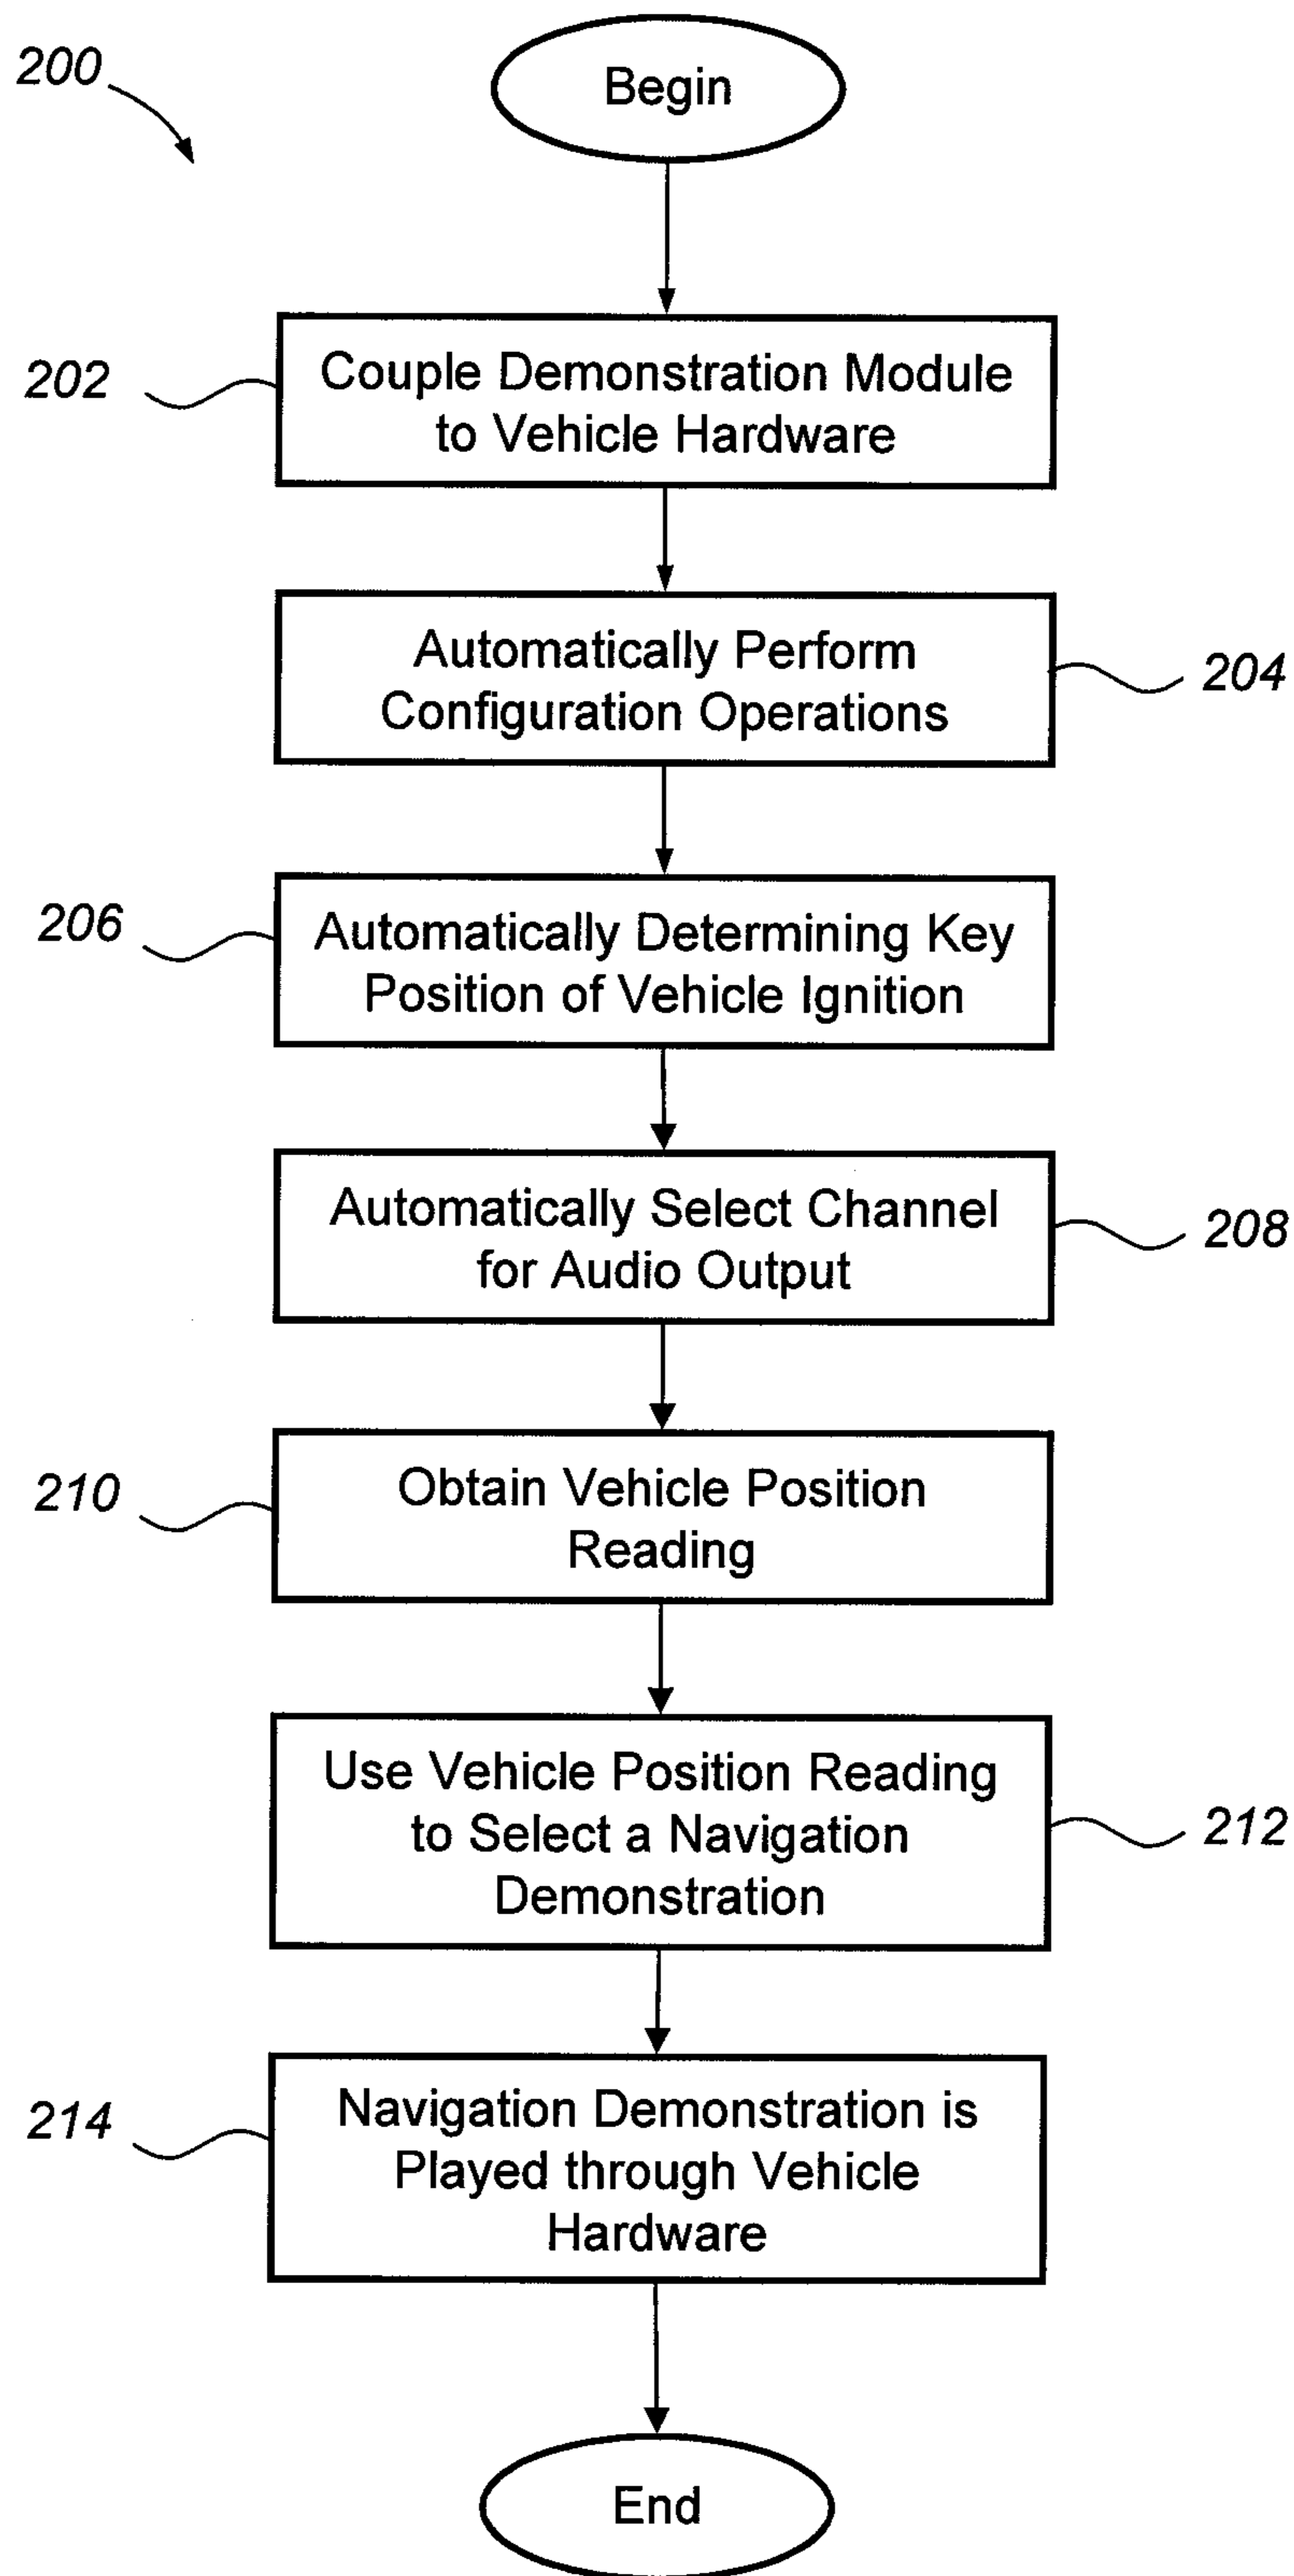 200
Begin
202
Couple Demonstration Module
to Vehicle Hardware
Automatically Perform
Configuration Operations
204
206
Automatically Determining Key
Position of Vehicle Ignition
Automatically Select Channel
for Audio Output
208
210
Obtain Vehicle Position
Reading
Use Vehicle Position Reading
to Select a Navigation
Demonstration
212
214
Navigation Demonstration is
Played through Vehicle
Hardware
End